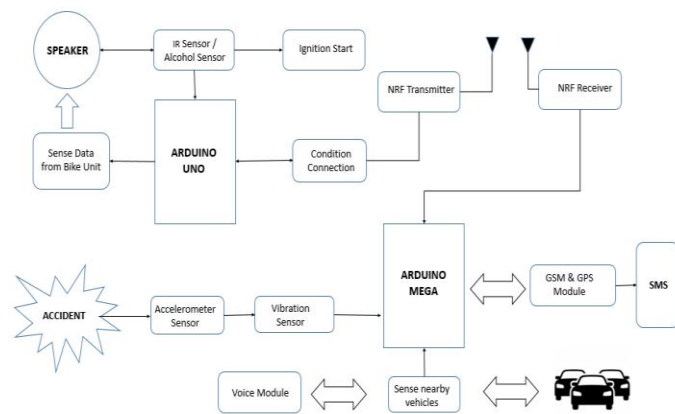 SPEAKER
IR Sensor /
Alcohol Sensor
Ignition Start
NRF Transmitter
NRF Receiver
Sense Data
from Bike Unit
ARDUINO
UNO
Condition
Connection
ARDUINO
MEGA
GSM & GPS
Module
SMS
ACCIDENT
Accelerometer
Sensor
Vibration
Sensor
Voice Module
Sense nearby
vehicles